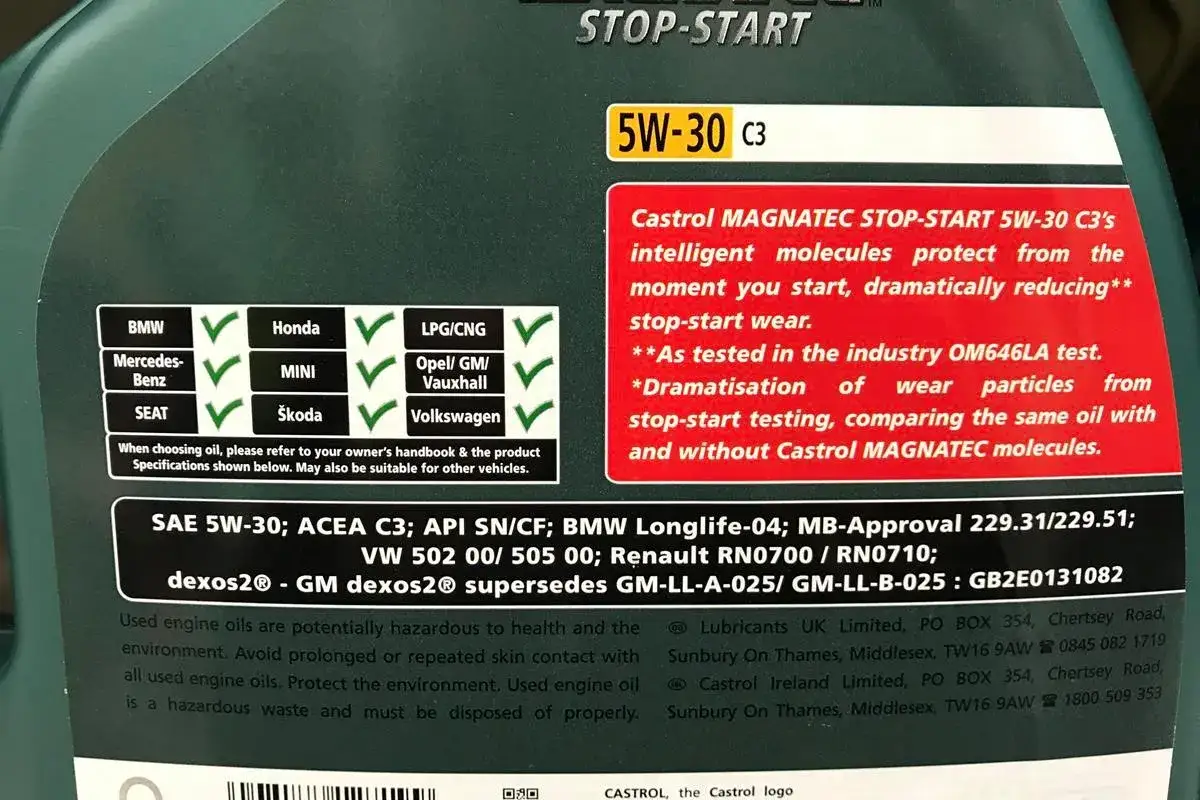 STOP-START
5W-30 C3
Castrol MAGNATEC STOP-START 5W-30 C3's
intelligent molecules protect from the
moment you start, dramatically reducing**
stop-start wear.
**As tested in the industry OM646LA test.
*Dramatisation of wear particles from
stop-start testing, comparing the same oil with
and without Castrol MAGNATEC molecules.
BMW Honda LPG/CNG
Mercedes-
Benz MINI Opel/ GM/
Vauxhall
SEAT Škoda Volkswagen
When choosing oil, please refer to your owner's handbook & the product
Specifications shown below. May also be suitable for other vehicles.
SAE 5W-30; ACEA C3; API SN/CF; BMW Longlife-04; MB-Approval 229.31/229.51;
VW 502 00/ 505 00; Renault RN0700 / RN0710;
dexos2® - GM dexos2® supersedes GM-LL-A-025/ GM-LL-B-025 : GB2E0131082
Used engine oils are potentially hazardous to health and the
environment. Avoid prolonged or repeated skin contact with
all used engine oils. Protect the environment. Used engine oil
is a hazardous waste and must be disposed of properly.
Lubricants UK Limited, PO BOX 354, Chertsey Road,
Sunbury On Thames, Middlesex, TW16 9AW ☎ 0845 082 1719
Castrol Ireland Limited, PO BOX 354, Chertsey Road,
Sunbury On Thames, Middlesex, TW16 9AW ☎ 1800 509 353
CASTROL, the Castrol logo